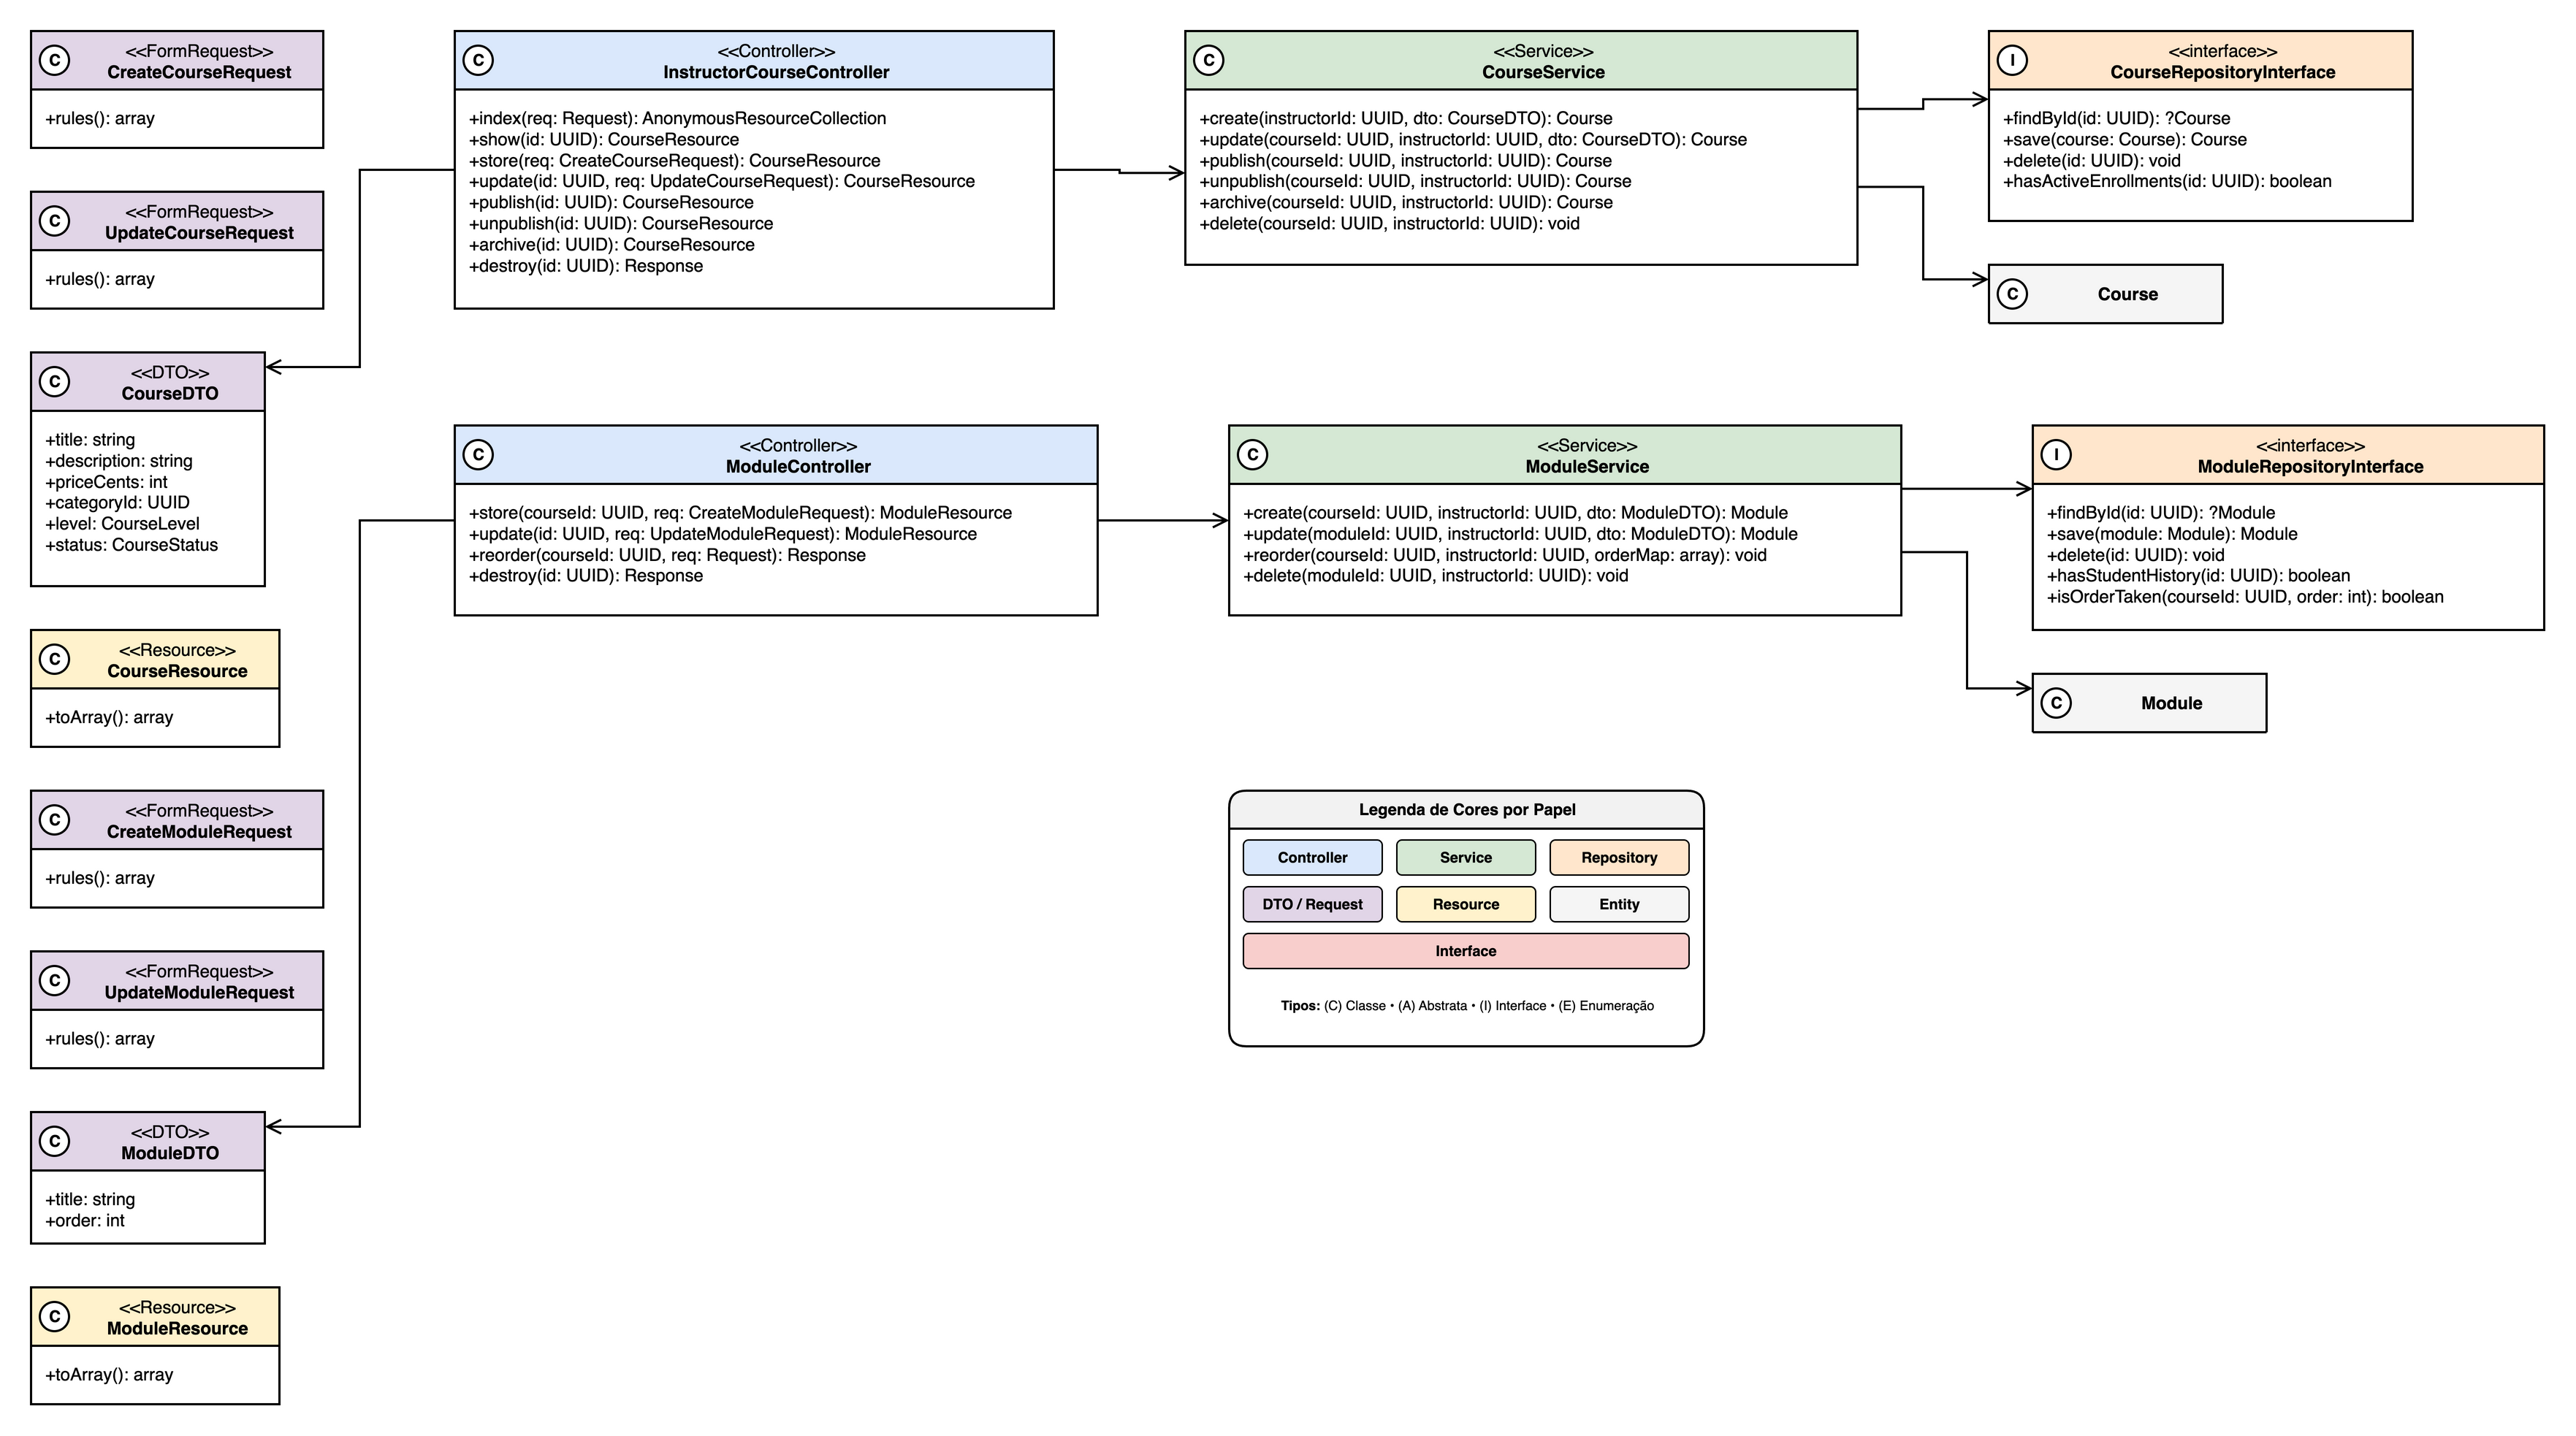 C
<<FormRequest>>
CreateCourseRequest
+rules(): array
C
<<FormRequest>>
UpdateCourseRequest
+rules(): array
C
<<DTO>>
CourseDTO
+title: string
+description: string
+priceCents: int
+categoryId: UUID
+level: CourseLevel
+status: CourseStatus
C
<<Resource>>
CourseResource
+toArray(): array
C
<<FormRequest>>
CreateModuleRequest
+rules(): array
C
<<FormRequest>>
UpdateModuleRequest
+rules(): array
C
<<DTO>>
ModuleDTO
+title: string
+order: int
C
<<Resource>>
ModuleResource
+toArray(): array
C
<<Controller>>
InstructorCourseController
+index(req: Request): AnonymousResourceCollection
+show(id: UUID): CourseResource
+store(req: CreateCourseRequest): CourseResource
+update(id: UUID, req: UpdateCourseRequest): CourseResource
+publish(id: UUID): CourseResource
+unpublish(id: UUID): CourseResource
+archive(id: UUID): CourseResource
+destroy(id: UUID): Response
C
<<Controller>>
ModuleController
+store(courseId: UUID, req: CreateModuleRequest): ModuleResource
+update(id: UUID, req: UpdateModuleRequest): ModuleResource
+reorder(courseId: UUID, req: Request): Response
+destroy(id: UUID): Response
C
<<Service>>
CourseService
+create(instructorId: UUID, dto: CourseDTO): Course
+update(courseId: UUID, instructorId: UUID, dto: CourseDTO): Course
+publish(courseId: UUID, instructorId: UUID): Course
+unpublish(courseId: UUID, instructorId: UUID): Course
+archive(courseId: UUID, instructorId: UUID): Course
+delete(courseId: UUID, instructorId: UUID): void
C
<<Service>>
ModuleService
+create(courseId: UUID, instructorId: UUID, dto: ModuleDTO): Module
+update(moduleId: UUID, instructorId: UUID, dto: ModuleDTO): Module
+reorder(courseId: UUID, instructorId: UUID, orderMap: array): void
+delete(moduleId: UUID, instructorId: UUID): void
I
<<interface>>
CourseRepositoryInterface
+findById(id: UUID): ?Course
+save(course: Course): Course
+delete(id: UUID): void
+hasActiveEnrollments(id: UUID): boolean
C
Course
I
<<interface>>
ModuleRepositoryInterface
+findById(id: UUID): ?Module
+save(module: Module): Module
+delete(id: UUID): void
+hasStudentHistory(id: UUID): boolean
+isOrderTaken(courseId: UUID, order: int): boolean
C
Module
Legenda de Cores por Papel
Controller
Service
Repository
DTO / Request
Resource
Entity
Interface
Tipos: (C) Classe • (A) Abstrata • (I) Interface • (E) Enumeração